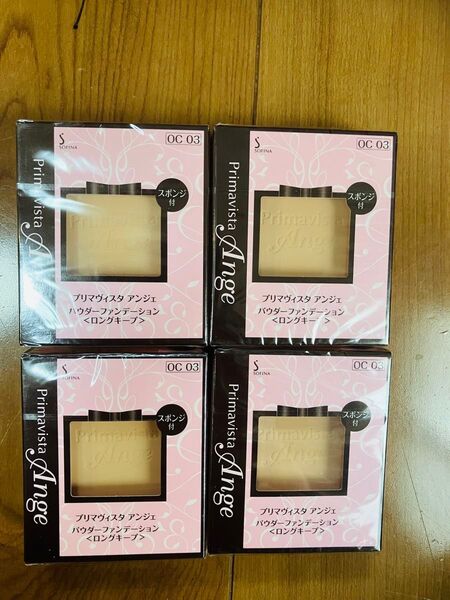 S
SOFINA
OC 03
Primavista
Ange
スポンジ
付
Primavista
Ange
プリマヴィスタ アンジェ
パウダーファンデーション
<ロングキープ>
S
SOFINA
OC 03
Primavista
Ange
スポンジ
付
Primavista
Ange
プリマヴィスタ アンジェ
パウダーファンデーション
<ロングキープ>
S
SOFINA
OC 03
Primavista
Ange
スポンジ
付
Primavista
Ange
プリマヴィスタ アンジェ
パウダーファンデーション
<ロングキープ>
S
SOFINA
OC 03
Primavista
Ange
スポンジ
付
Primavista
Ange
プリマヴィスタ アンジェ
パウダーファンデーション
<ロングキープ>